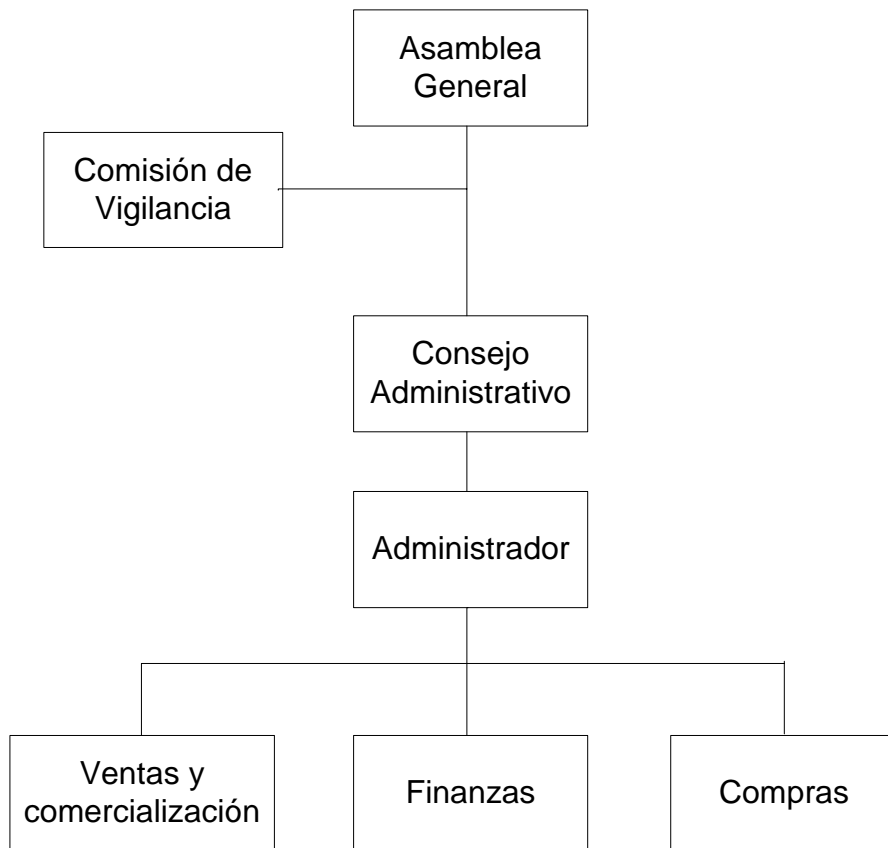 Asamblea
General
Comisión de
Vigilancia
Consejo
Administrativo
Administrador
Ventas y
comercialización
Finanzas
Compras